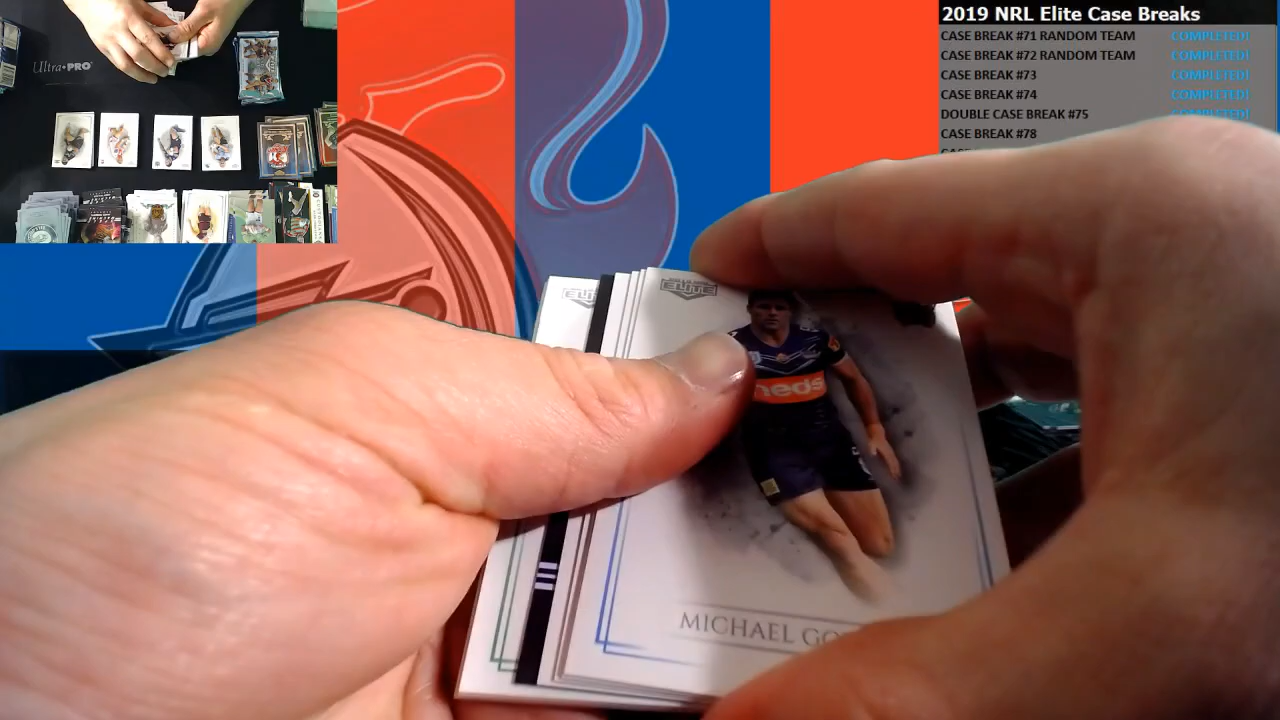 2019 NRL Elite Case Breaks
CASE BREAK #71 RANDOM TEAM COMPLETED!
CASE BREAK #72 RANDOM TEAM COMPLETED!
CASE BREAK #73 COMPLETED!
CASE BREAK #74 COMPLETED!
DOUBLE CASE BREAK #75 COMPLETED!
CASE BREAK #78
Ultra PRO
ELITE
neds
MICHAEL GO